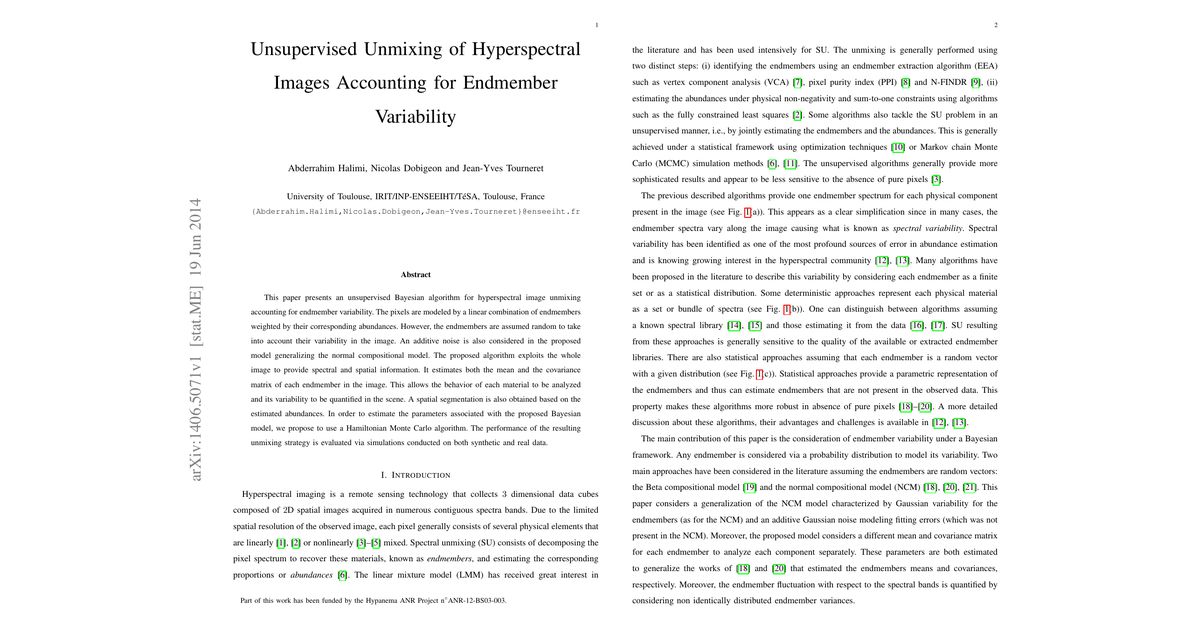 1
Unsupervised Unmixing of Hyperspectral
Images Accounting for Endmember
Variability
Abderrahim Halimi, Nicolas Dobigeon and Jean-Yves Tourneret
University of Toulouse, IRIT/INP-ENSEEIHT/TéSA, Toulouse, France
{Abderrahim.Halimi,Nicolas.Dobigeon,Jean-Yves.Tourneret}@enseeiht.fr
arXiv:1406.5071v1 [stat.ME] 19 Jun 2014
Abstract
This paper presents an unsupervised Bayesian algorithm for hyperspectral image unmixing
accounting for endmember variability. The pixels are modeled by a linear combination of endmembers
weighted by their corresponding abundances. However, the endmembers are assumed random to take
into account their variability in the image. An additive noise is also considered in the proposed
model generalizing the normal compositional model. The proposed algorithm exploits the whole
image to provide spectral and spatial information. It estimates both the mean and the covariance
matrix of each endmember in the image. This allows the behavior of each material to be analyzed
and its variability to be quantified in the scene. A spatial segmentation is also obtained based on the
estimated abundances. In order to estimate the parameters associated with the proposed Bayesian
model, we propose to use a Hamiltonian Monte Carlo algorithm. The performance of the resulting
unmixing strategy is evaluated via simulations conducted on both synthetic and real data.
I. Introduction
Hyperspectral imaging is a remote sensing technology that collects 3 dimensional data cubes
composed of 2D spatial images acquired in numerous contiguous spectra bands. Due to the limited
spatial resolution of the observed image, each pixel generally consists of several physical elements that
are linearly [1], [2] or nonlinearly [3]–[5] mixed. Spectral unmixing (SU) consists of decomposing the
pixel spectrum to recover these materials, known as endmembers, and estimating the corresponding
proportions or abundances [6]. The linear mixture model (LMM) has received great interest in
Part of this work has been funded by the Hypanema ANR Project n°ANR-12-BS03-003.
2
the literature and has been used intensively for SU. The unmixing is generally performed using
two distinct steps: (i) identifying the endmembers using an endmember extraction algorithm (EEA)
such as vertex component analysis (VCA) [7], pixel purity index (PPI) [8] and N-FINDR [9], (ii)
estimating the abundances under physical non-negativity and sum-to-one constraints using algorithms
such as the fully constrained least squares [2]. Some algorithms also tackle the SU problem in an
unsupervised manner, i.e., by jointly estimating the endmembers and the abundances. This is generally
achieved under a statistical framework using optimization techniques [10] or Markov chain Monte
Carlo (MCMC) simulation methods [6], [11]. The unsupervised algorithms generally provide more
sophisticated results and appear to be less sensitive to the absence of pure pixels [3].
The previous described algorithms provide one endmember spectrum for each physical component
present in the image (see Fig. 1(a)). This appears as a clear simplification since in many cases, the
endmember spectra vary along the image causing what is known as spectral variability. Spectral
variability has been identified as one of the most profound sources of error in abundance estimation
and is knowing growing interest in the hyperspectral community [12], [13]. Many algorithms have
been proposed in the literature to describe this variability by considering each endmember as a finite
set or as a statistical distribution. Some deterministic approaches represent each physical material
as a set or bundle of spectra (see Fig. 1(b)). One can distinguish between algorithms assuming
a known spectral library [14], [15] and those estimating it from the data [16], [17]. SU resulting
from these approaches is generally sensitive to the quality of the available or extracted endmember
libraries. There are also statistical approaches assuming that each endmember is a random vector
with a given distribution (see Fig. 1(c)). Statistical approaches provide a parametric representation of
the endmembers and thus can estimate endmembers that are not present in the observed data. This
property makes these algorithms more robust in absence of pure pixels [18]–[20]. A more detailed
discussion about these algorithms, their advantages and challenges is available in [12], [13].
The main contribution of this paper is the consideration of endmember variability under a Bayesian
framework. Any endmember is considered via a probability distribution to model its variability. Two
main approaches have been considered in the literature assuming the endmembers are random vectors:
the Beta compositional model [19] and the normal compositional model (NCM) [18], [20], [21]. This
paper considers a generalization of the NCM model characterized by Gaussian variability for the
endmembers (as for the NCM) and an additive Gaussian noise modeling fitting errors (which was not
present in the NCM). Moreover, the proposed model considers a different mean and covariance matrix
for each endmember to analyze each component separately. These parameters are both estimated
to generalize the works of [18] and [20] that estimated the endmembers means and covariances,
respectively. Moreover, the endmember fluctuation with respect to the spectral bands is quantified by
considering non identically distributed endmember variances.